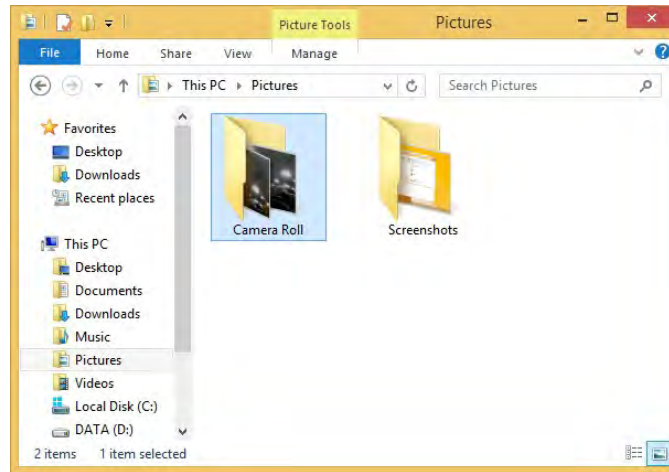 Picture Tools
Pictures
File
Home
Share
View
Manage
This PC
Pictures
Search Pictures
Favorites
Desktop
Downloads
Recent places
This PC
Desktop
Documents
Downloads
Music
Pictures
Videos
Local Disk (C:)
DATA (D:)
Camera Roll
Screenshots
2 items
1 item selected